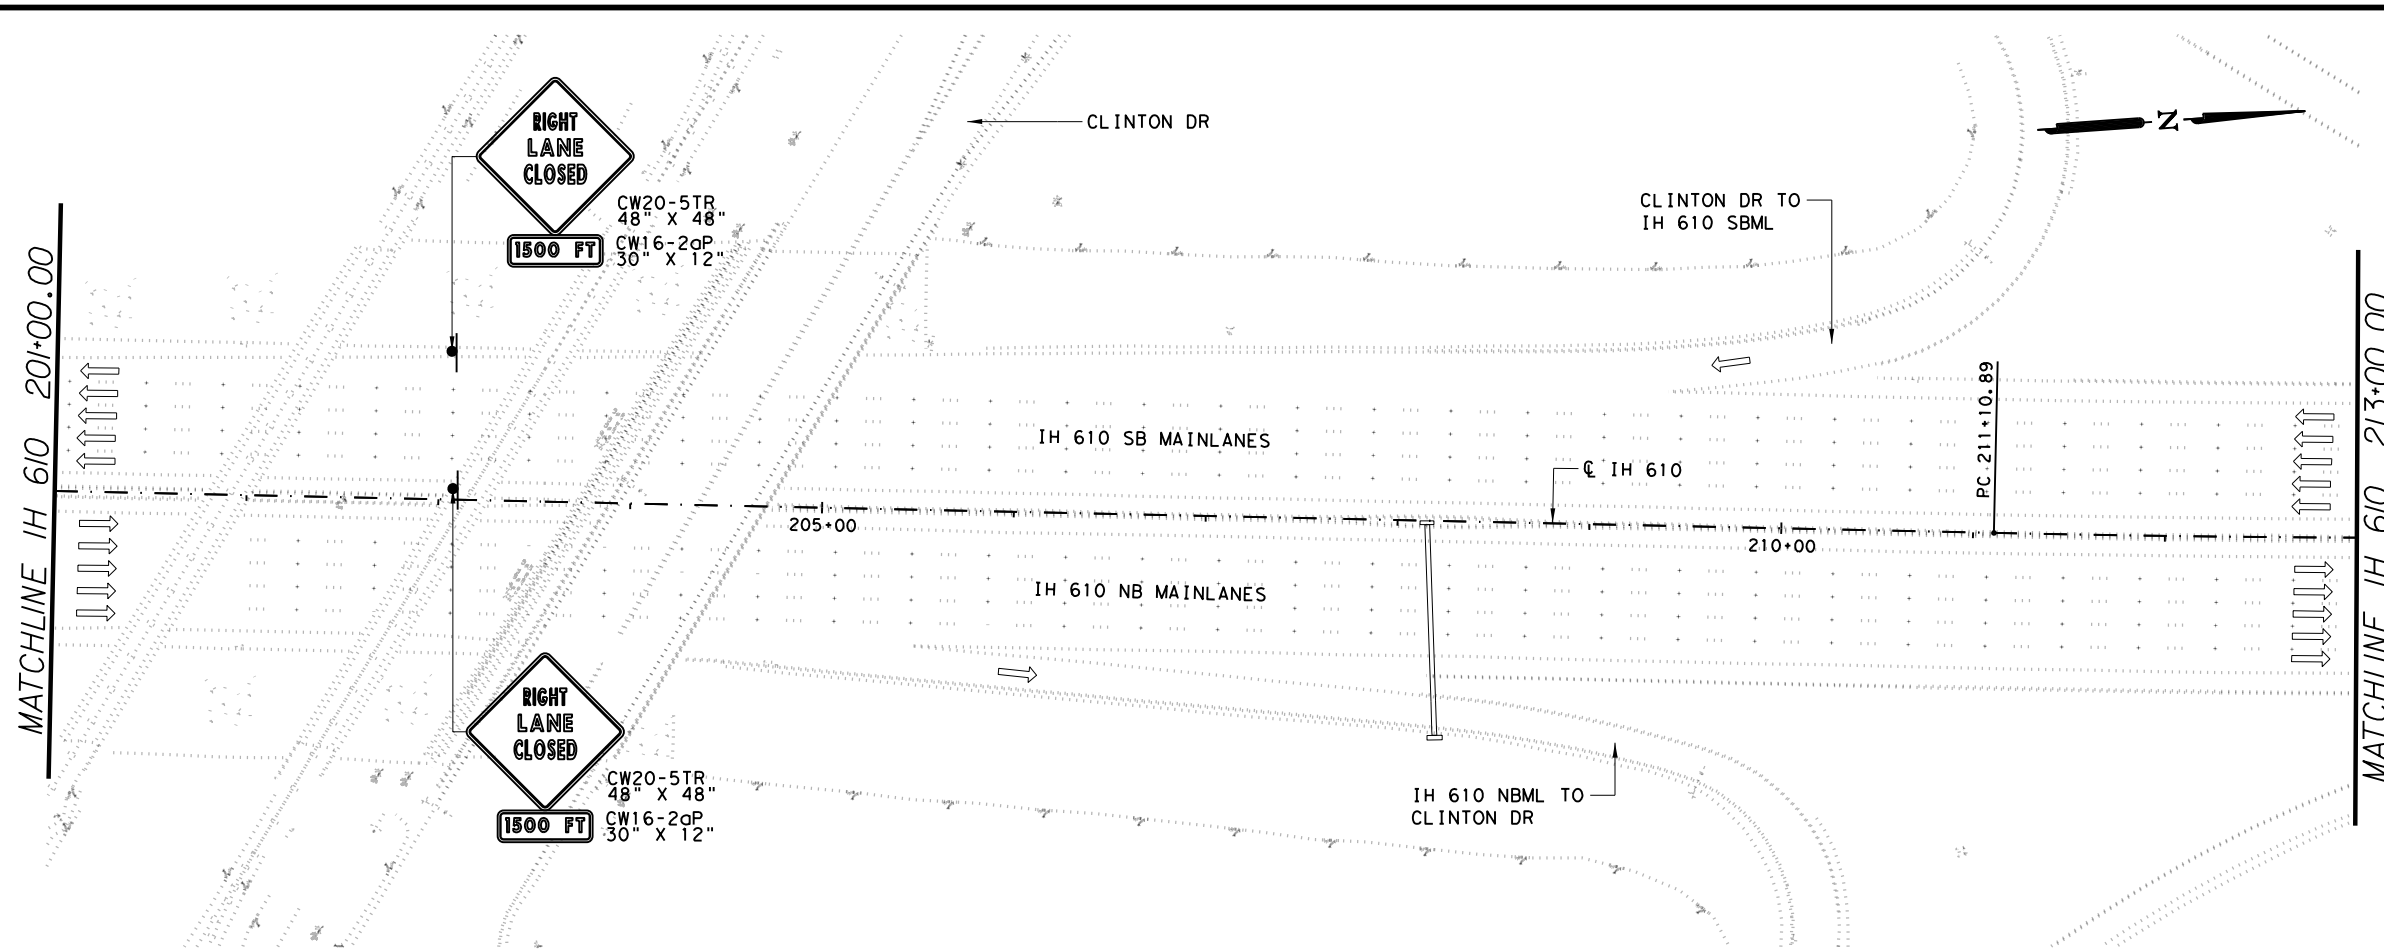 RIGHT
LANE
CLOSED
1500 FT
CW20-5TR
48" X 48"
CW16-2aP
30" X 12"
CLINTON DR
N
CLINTON DR TO
IH 610 SBML
MATCHLINE IH 610 201+00.00
IH 610 SB MAINLANES
℄ IH 610
PC 211+10.89
205+00
210+00
IH 610 NB MAINLANES
RIGHT
LANE
CLOSED
1500 FT
CW20-5TR
48" X 48"
CW16-2aP
30" X 12"
IH 610 NBML TO
CLINTON DR
MATCHLINE IH 610 213+00 00